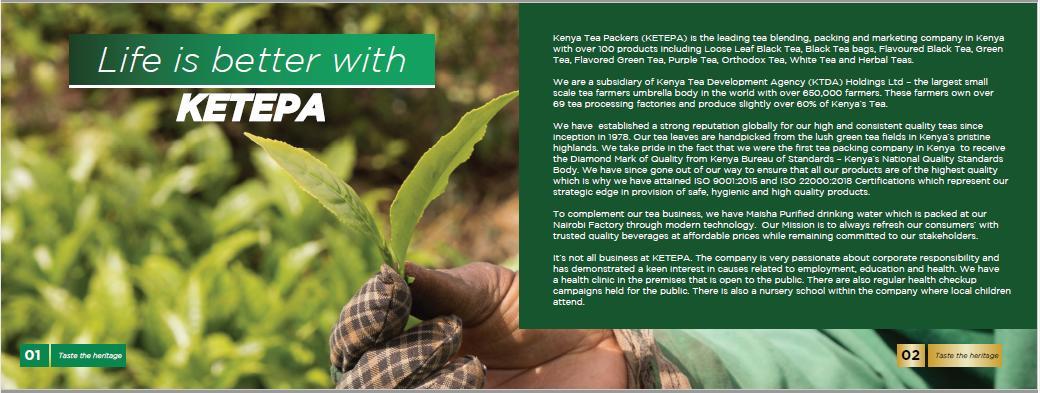 Life is better with
KETEPA
Kenya Tea Packers (KETEPA) is the leading tea blending, packing and marketing company in Kenya
with over 100 products including Loose Leaf Black Tea, Black Tea bags, Flavoured Black Tea, Green
Tea, Flavored Green Tea, Purple Tea, Orthodox Tea, White Tea and Herbal Teas.
We are a subsidiary of Kenya Tea Development Agency (KTDA) Holdings Ltd – the largest small
scale tea farmers umbrella body in the world with over 650,000 farmers. These farmers own over
69 tea processing factories and produce slightly over 60% of Kenya's Tea.
We have established a strong reputation globally for our high and consistent quality teas since
inception in 1978. Our tea leaves are handpicked from the lush green tea fields in Kenya's pristine
highlands. We take pride in the fact that we were the first tea packing company in Kenya to receive
the Diamond Mark of Quality from Kenya Bureau of Standards – Kenya's National Quality Standards
Body. We have since gone out of our way to ensure that all our products are of the highest quality
which is why we have attained ISO 9001:2015 and ISO 22000:2018 Certifications which represent our
strategic edge in provision of safe, hygienic and high quality products.
To complement our tea business, we have Maisha Purified drinking water which is packed at our
Nairobi Factory through modern technology. Our Mission is to always refresh our consumers' with
trusted quality beverages at affordable prices while remaining committed to our stakeholders.
It's not all business at KETEPA. The company is very passionate about corporate responsibility and
has demonstrated a keen interest in causes related to employment, education and health. We have
a health clinic in the premises that is open to the public. There are also regular health checkup
campaigns held for the public. There is also a nursery school within the company where local children
attend.
01 Taste the heritage
02 Taste the heritage